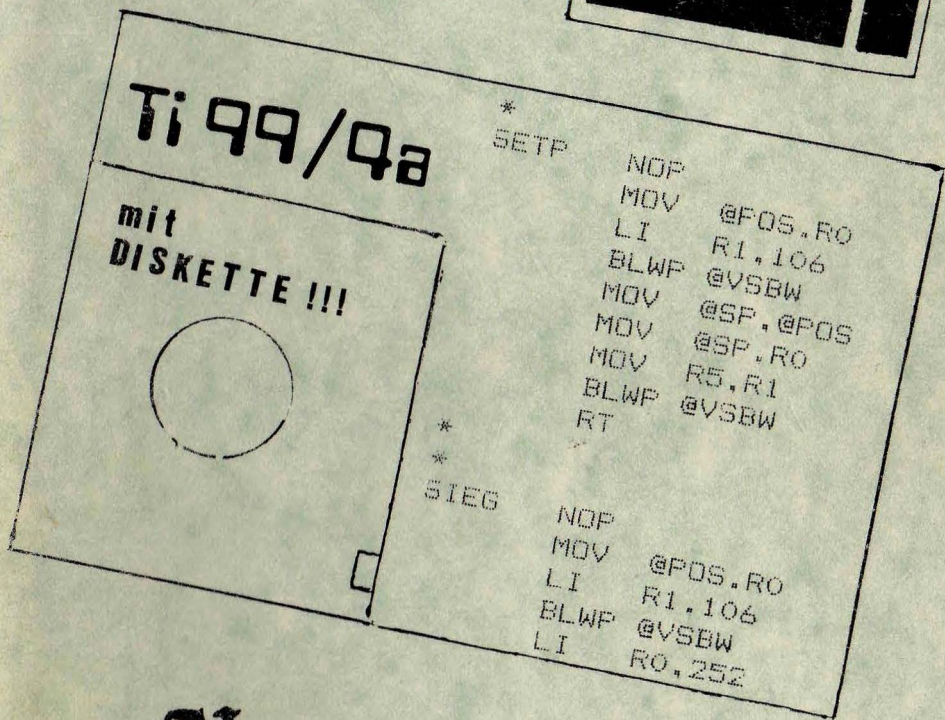 Ti 99/4a
mit
DISKETTE !!!
*
SETP NOP
MOV @POS,R0
LI R1,106
BLWP @VSBW
MOV @SP,@POS
MOV @SP,R0
MOV R5,R1
BLWP @VSBW
RT
*
*
SIEG NOP
MOV @POS,R0
LI R1,106
BLWP @VSBW
LI R0,252